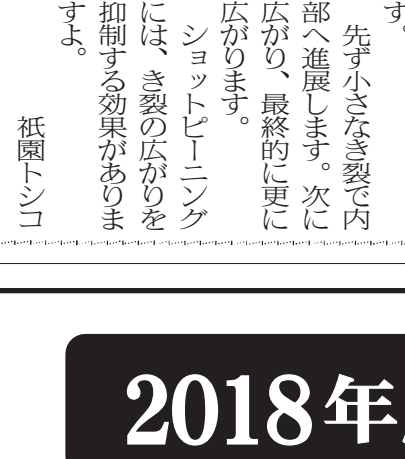 す。
先ず小さなき裂で内
部へ進展します。次に
広がり、最終的に更に
広がります。
ショットピーニング
には、き裂の広がりを
抑制する効果がありま
すよ。
祇園トシコ
2018年